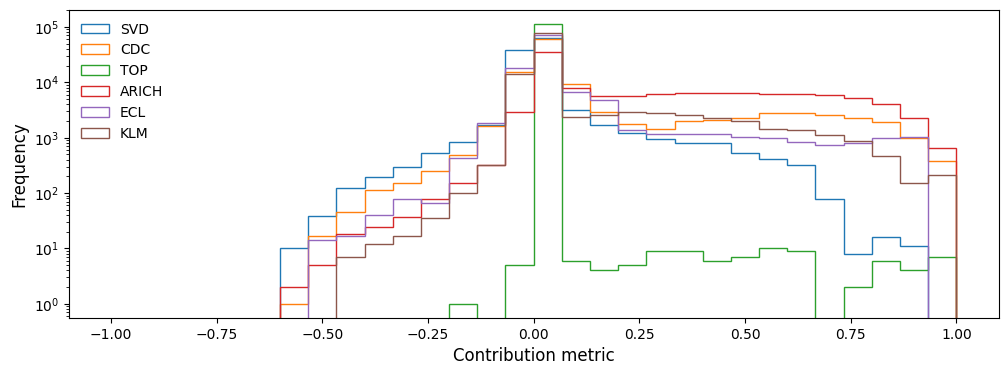 10⁵
10⁴
10³
10²
10¹
10⁰
Frequency
SVD
CDC
TOP
ARICH
ECL
KLM
−1.00 −0.75 −0.50 −0.25 0.00 0.25 0.50 0.75 1.00
Contribution metric